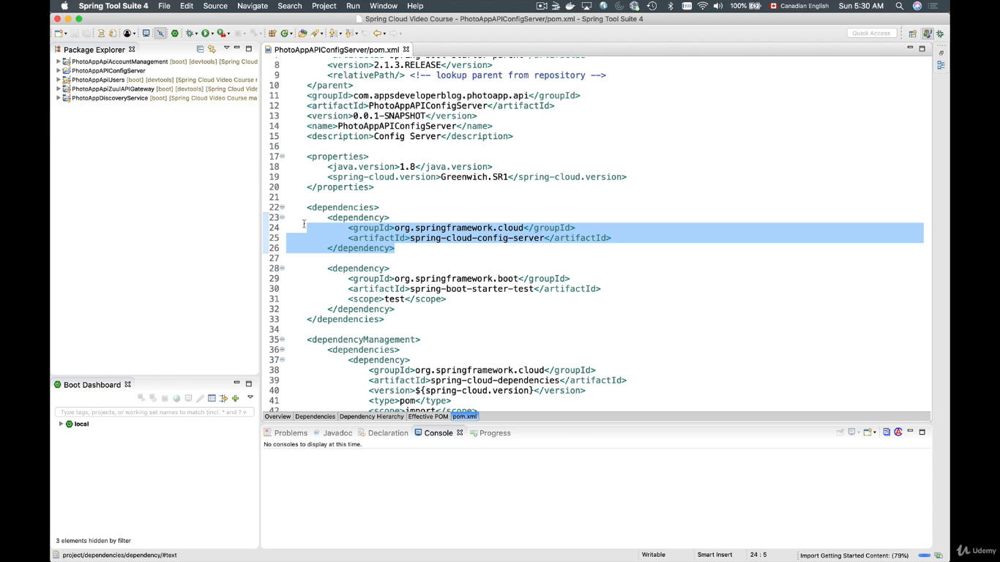 Spring Tool Suite 4 File Edit Source Navigate Search Project Run Window Help 100% Canadian English Sun 5:30 AM
Spring Cloud Video Course - PhotoAppAPIConfigServer/pom.xml - Spring Tool Suite 4
Quick Access
Package Explorer
PhotoAppApiAccountManagement [boot] [devtools] [Spring Cloud
PhotoAppAPIConfigServer
PhotoAppApiUsers [boot] [devtools] [Spring Cloud Video Course r
PhotoAppApiZuulAPIGateway [boot] [devtools] [Spring Cloud Vide
PhotoAppDiscoveryService [boot] [Spring Cloud Video Course ma
PhotoAppAPIConfigServer/pom.xml
8 <version>2.1.3.RELEASE</version>
9 <relativePath/> <!-- lookup parent from repository -->
10 </parent>
11 <groupId>com.appsdeveloperblog.photoapp.api</groupId>
12 <artifactId>PhotoAppAPIConfigServer</artifactId>
13 <version>0.0.1-SNAPSHOT</version>
14 <name>PhotoAppAPIConfigServer</name>
15 <description>Config Server</description>
16
17 <properties>
18 <java.version>1.8</java.version>
19 <spring-cloud.version>Greenwich.SR1</spring-cloud.version>
20 </properties>
21
22 <dependencies>
23 <dependency>
24 <groupId>org.springframework.cloud</groupId>
25 <artifactId>spring-cloud-config-server</artifactId>
26 </dependency>
27
28 <dependency>
29 <groupId>org.springframework.boot</groupId>
30 <artifactId>spring-boot-starter-test</artifactId>
31 <scope>test</scope>
32 </dependency>
33 </dependencies>
34
35 <dependencyManagement>
36 <dependencies>
37 <dependency>
38 <groupId>org.springframework.cloud</groupId>
39 <artifactId>spring-cloud-dependencies</artifactId>
40 <version>${spring-cloud.version}</version>
41 <type>pom</type>
42 <scope>import</scope>
Overview Dependencies Dependency Hierarchy Effective POM pom.xml
Boot Dashboard
Type tags, projects, or working set names to match (incl. * and ? w
local
3 elements hidden by filter
Problems Javadoc Declaration Console Progress
No consoles to display at this time.
project/dependencies/dependency/#text Writable Smart Insert 24 : 5 Import Getting Started Content: (79%)
Udemy